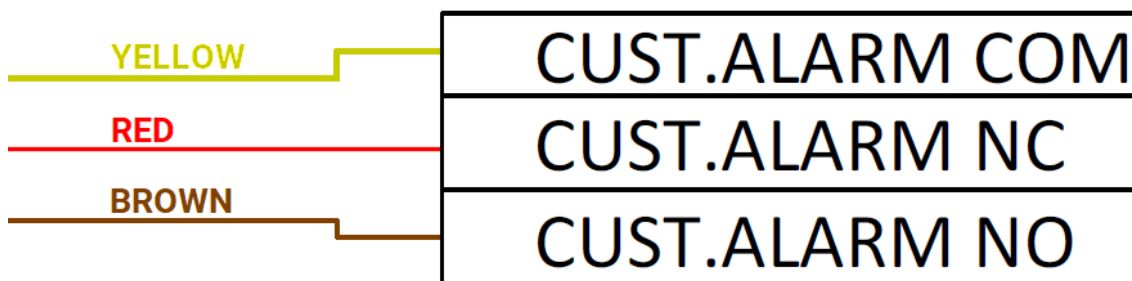 YELLOW
CUST.ALARM COM
RED
CUST.ALARM NC
BROWN
CUST.ALARM NO